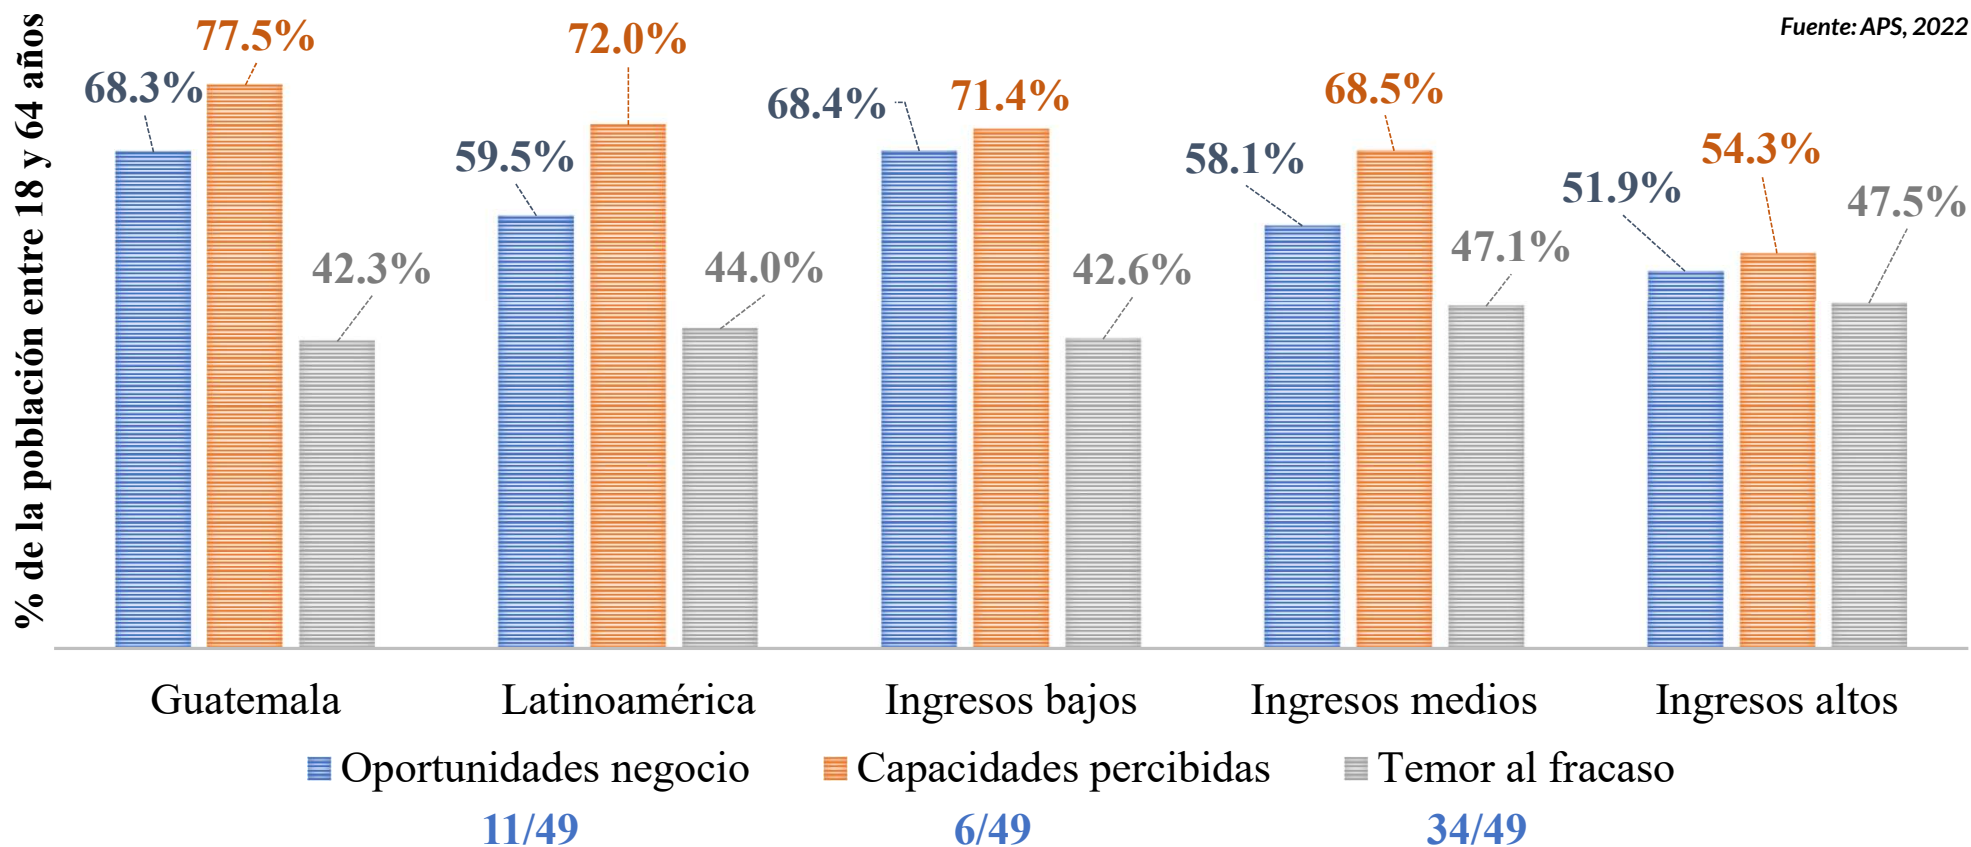 % de la población entre 18 y 64 años
Fuente: APS, 2022
68.3%
77.5%
42.3%
59.5%
72.0%
44.0%
68.4%
71.4%
42.6%
58.1%
68.5%
47.1%
51.9%
54.3%
47.5%
Guatemala
Latinoamérica
Ingresos bajos
Ingresos medios
Ingresos altos
Oportunidades negocio
Capacidades percibidas
Temor al fracaso
11/49
6/49
34/49